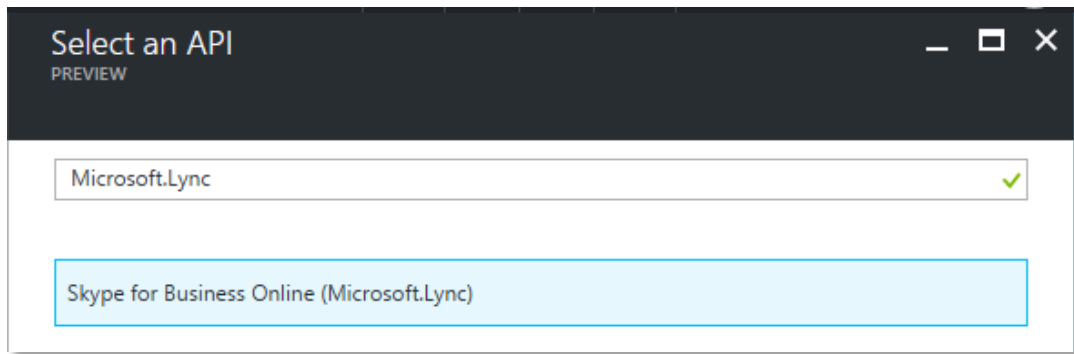 Select an API
PREVIEW
Microsoft.Lync
Skype for Business Online (Microsoft.Lync)